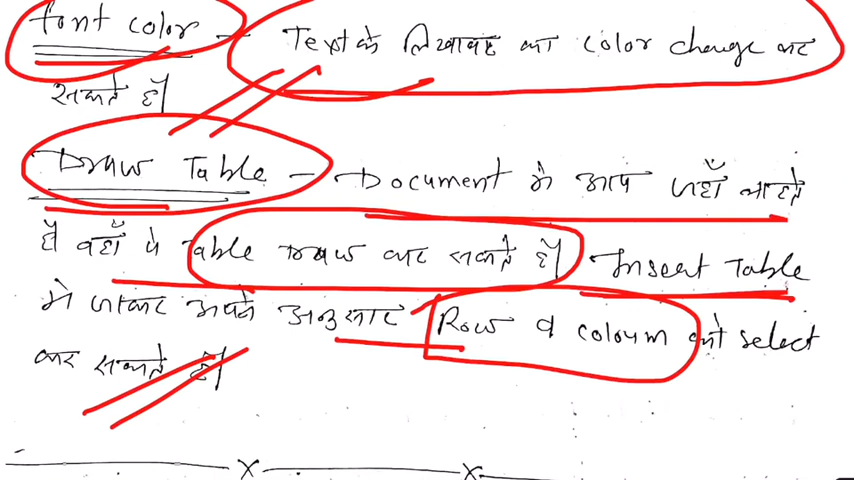 font color - Text के लिखावट का color change कर
सकते हैं।
Draw Table - Document मे आप जहाँ चाहते
हैं वहाँ पे Table Draw कर सकते हैं। Insert Table
मे जाकर अपने अनुसार Row व coloum को select
कर सकते हैं।